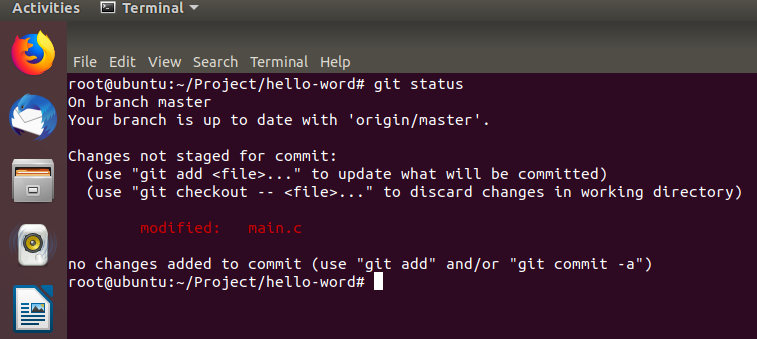 Activities Terminal
File Edit View Search Terminal Help
root@ubuntu:~/Project/hello-word# git status
On branch master
Your branch is up to date with 'origin/master'.
Changes not staged for commit:
(use "git add <file>..." to update what will be committed)
(use "git checkout -- <file>..." to discard changes in working directory)
modified: main.c
no changes added to commit (use "git add" and/or "git commit -a")
root@ubuntu:~/Project/hello-word#